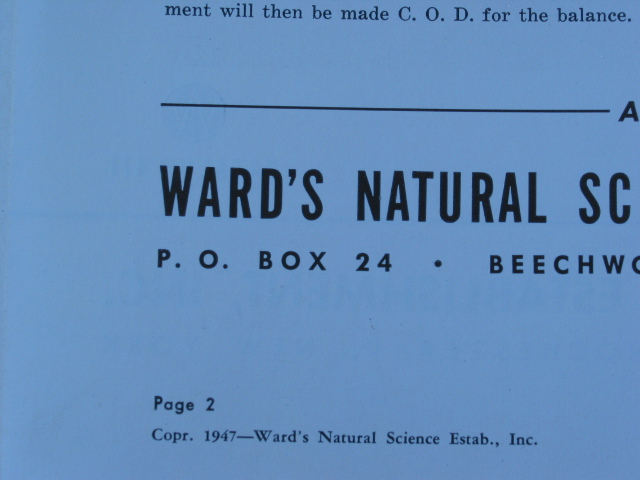 ment will then be made C. O. D. for the balance.
A
WARD'S NATURAL SC
P. O. BOX 24 • BEECHWO
Page 2
Copr. 1947—Ward's Natural Science Estab., Inc.